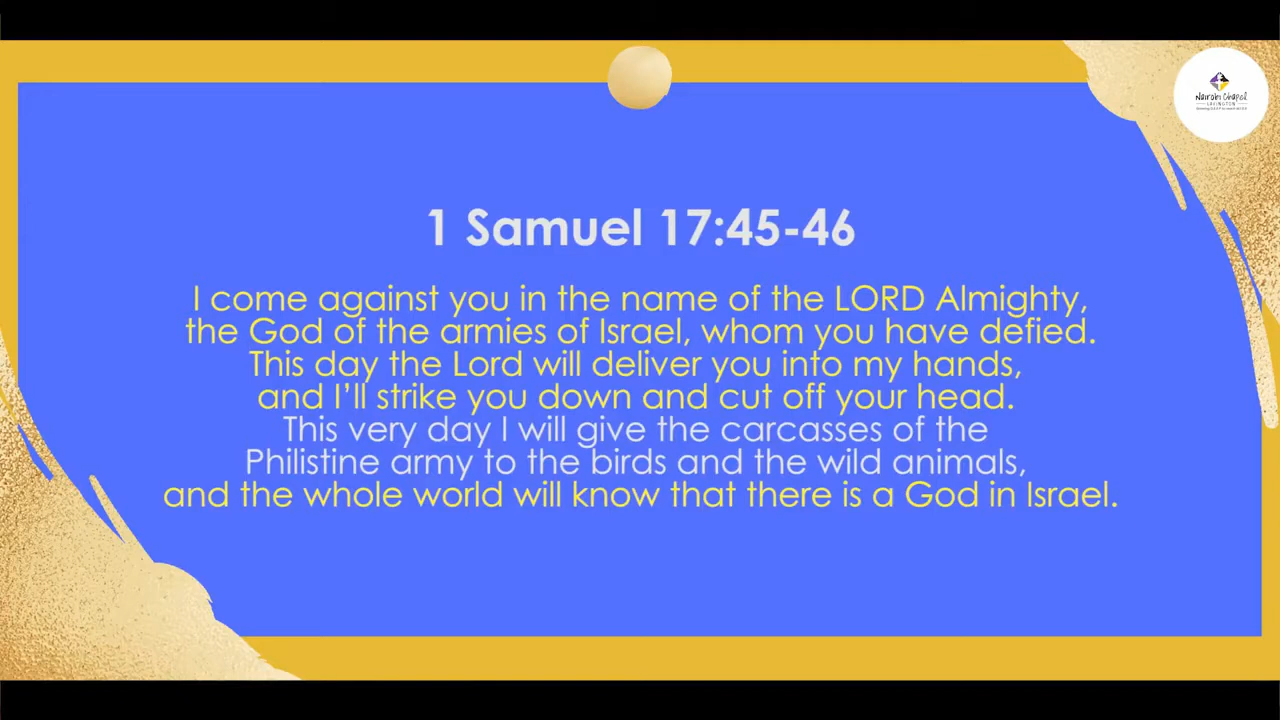 Nairobi Chapel
LAVINGTON
1 Samuel 17:45-46
I come against you in the name of the LORD Almighty,
the God of the armies of Israel, whom you have defied.
This day the Lord will deliver you into my hands,
and I’ll strike you down and cut off your head.
This very day I will give the carcasses of the
Philistine army to the birds and the wild animals,
and the whole world will know that there is a God in Israel.